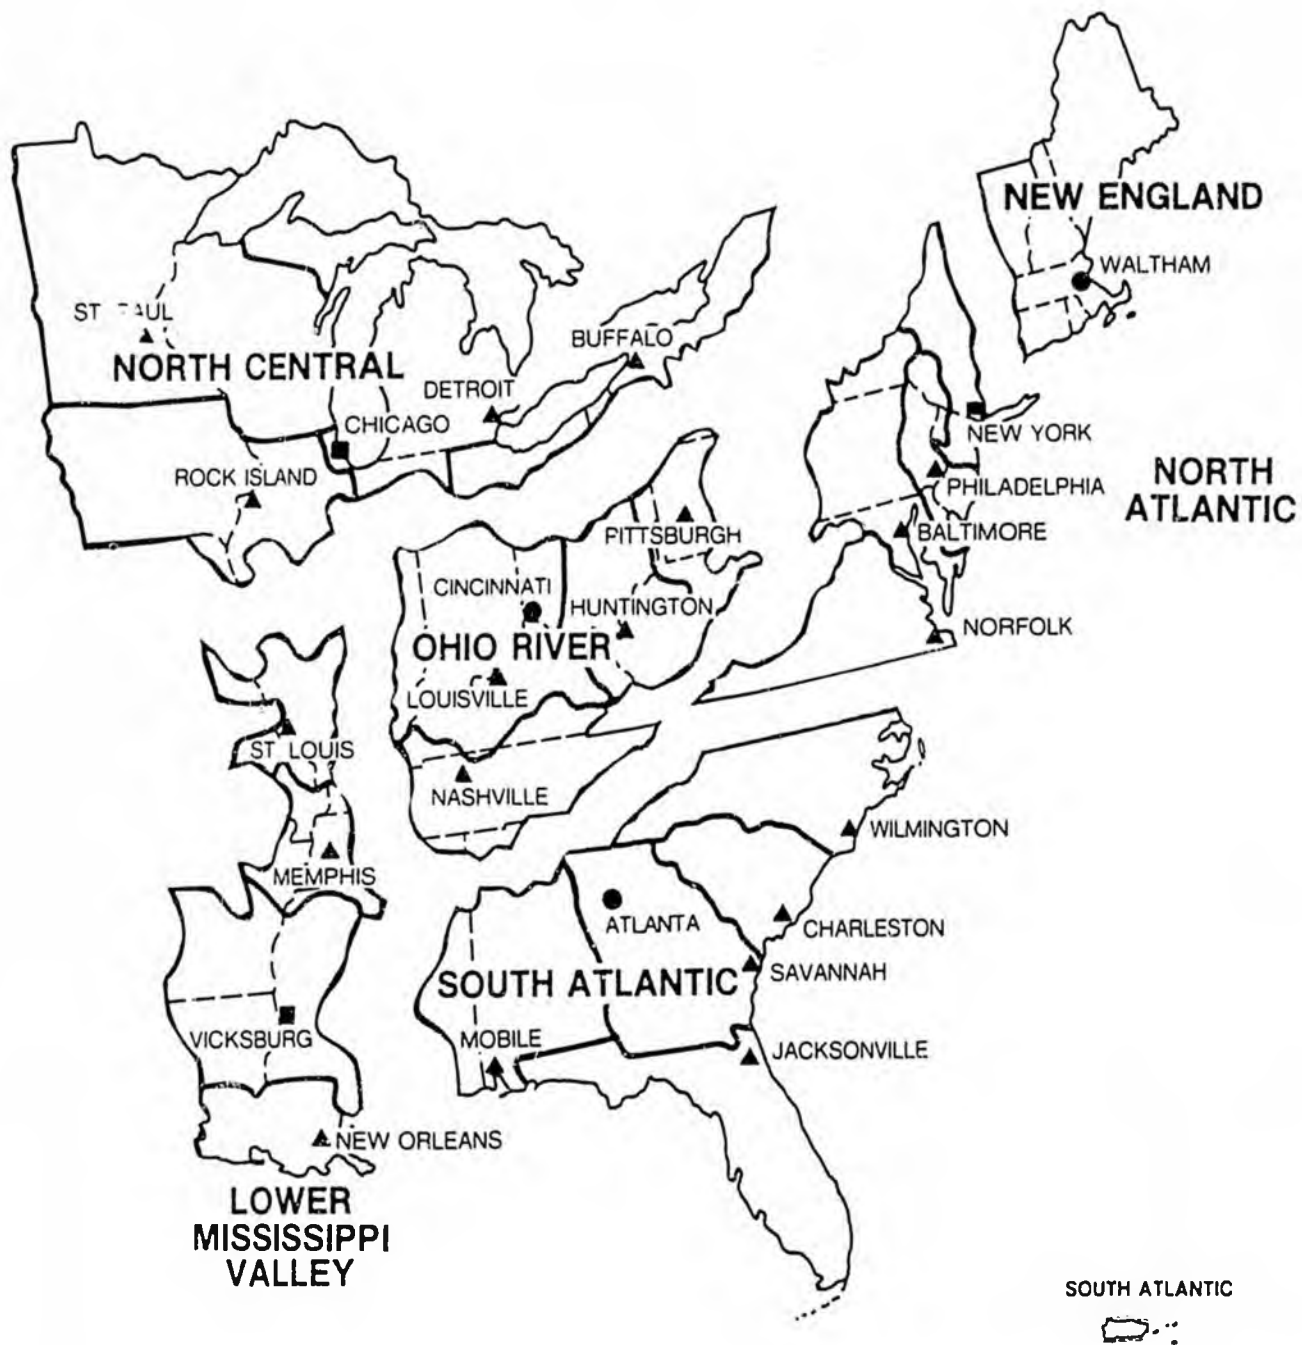 NEW ENGLAND
WALTHAM
ST. PAUL
BUFFALO
NORTH CENTRAL
DETROIT
CHICAGO
NEW YORK
ROCK ISLAND
NORTH
ATLANTIC
PHILADELPHIA
PITTSBURGH
BALTIMORE
CINCINNATI
HUNTINGTON
NORFOLK
OHIO RIVER
LOUISVILLE
ST. LOUIS
NASHVILLE
WILMINGTON
MEMPHIS
ATLANTA
CHARLESTON
SAVANNAH
SOUTH ATLANTIC
VICKSBURG
MOBILE
JACKSONVILLE
NEW ORLEANS
LOWER
MISSISSIPPI
VALLEY
SOUTH ATLANTIC